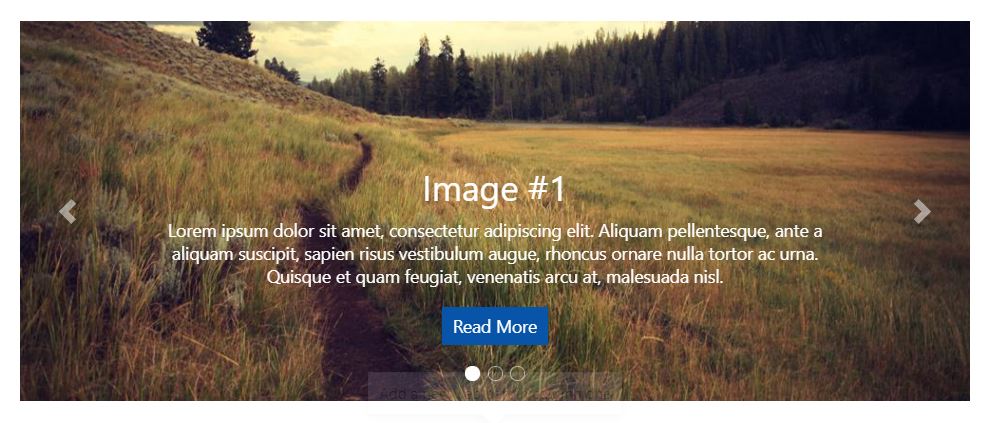 Image #1
Lorem ipsum dolor sit amet, consectetur adipiscing elit. Aliquam pellentesque, ante a
aliquam suscipit, sapien risus vestibulum augue, rhoncus ornare nulla tortor ac urna.
Quisque et quam feugiat, venenatis arcu at, malesuada nisl.
Read More